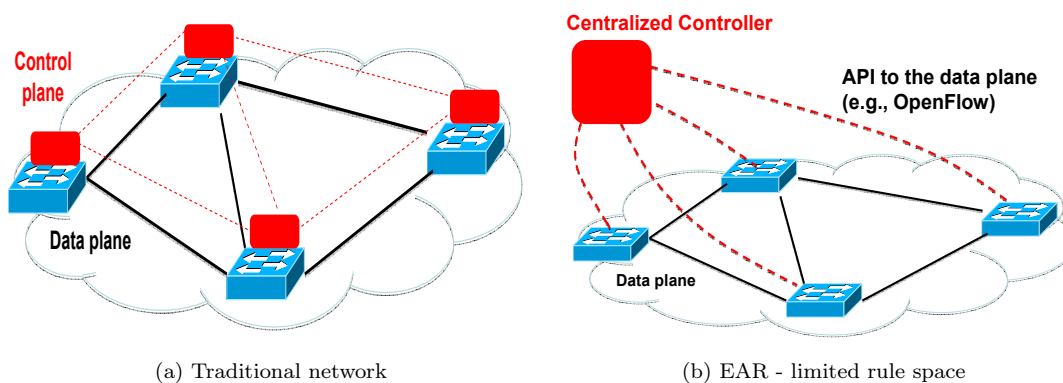 Control
plane
Data plane
(a) Traditional network
Centralized Controller
API to the data plane
(e.g., OpenFlow)
Data plane
(b) EAR - limited rule space